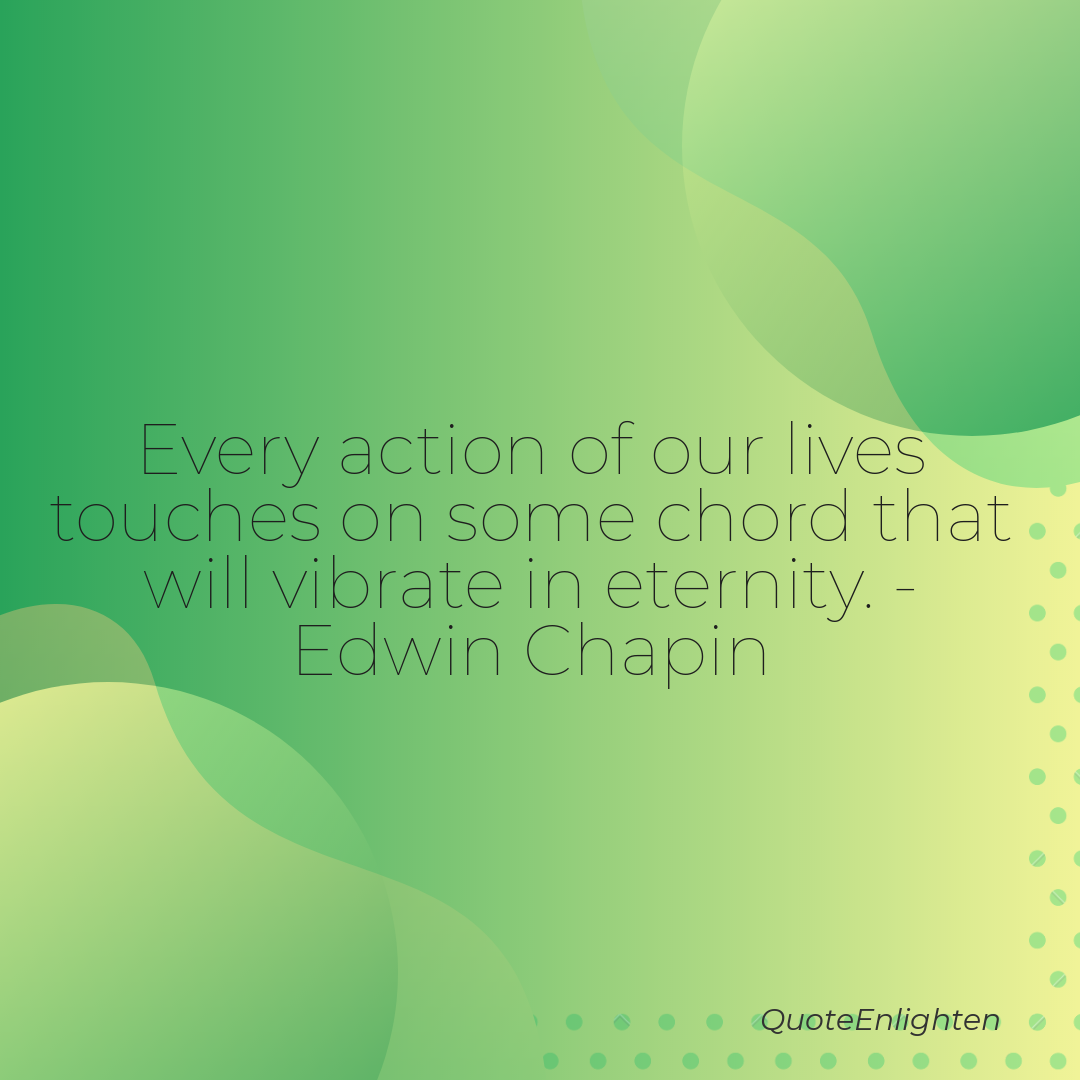 Every action of our lives
touches on some chord that
will vibrate in eternity. -
Edwin Chapin
QuoteEnlighten